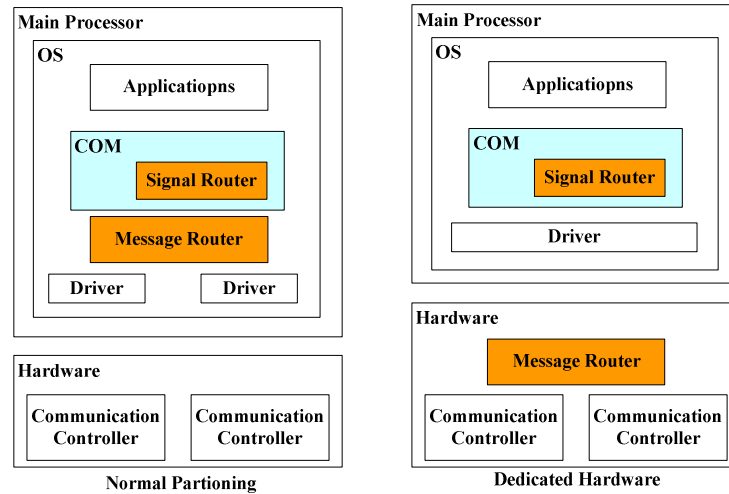 Main Processor
OS
Applicatiopns
COM
Signal Router
Message Router
Driver
Driver
Hardware
Communication
Controller
Communication
Controller
Normal Partioning
Main Processor
OS
Applicatiopns
COM
Signal Router
Driver
Hardware
Message Router
Communication
Controller
Communication
Controller
Dedicated Hardware